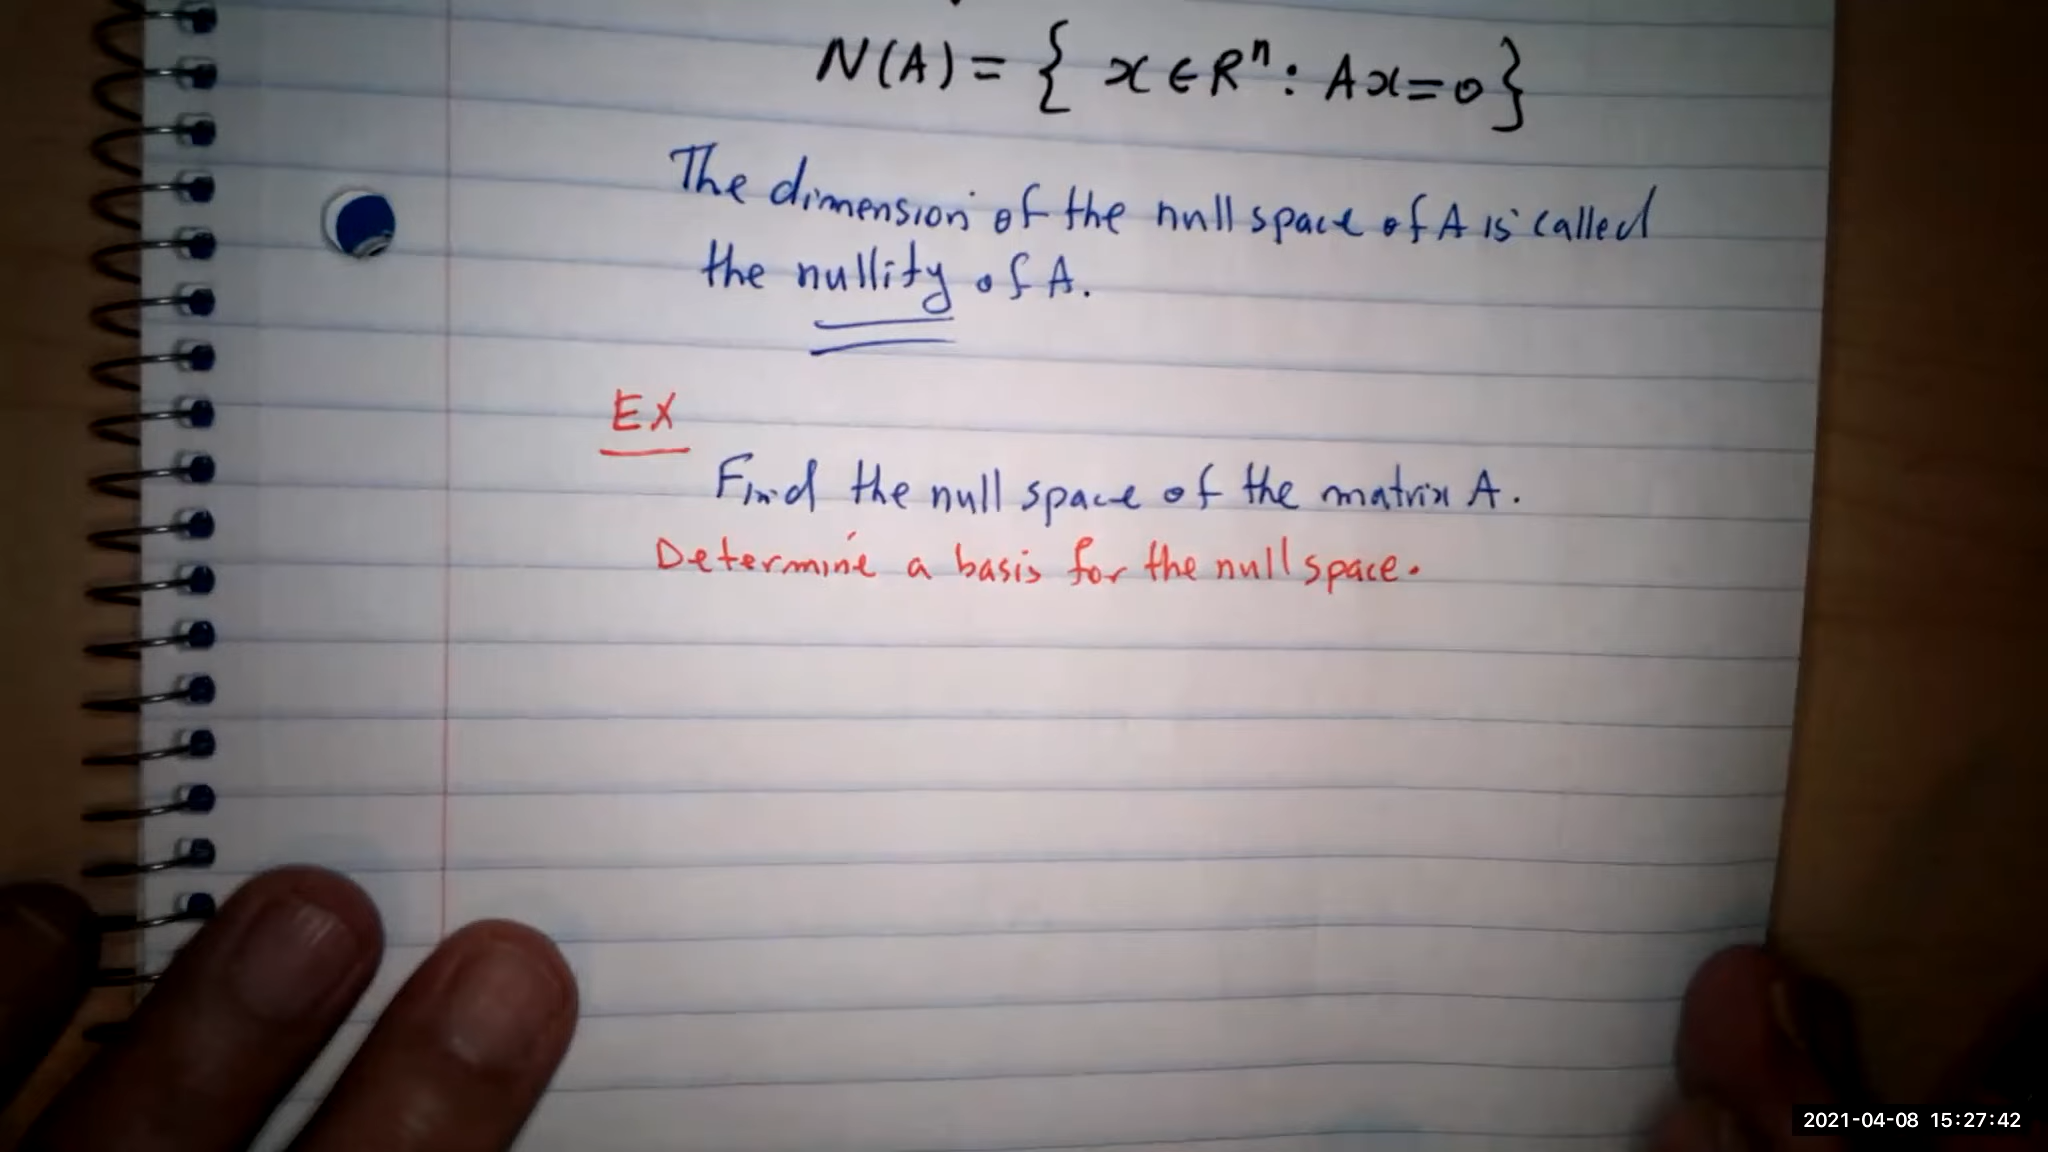 N(A) = { x ∈ Rⁿ : Ax = 0 }
The dimension of the null space of A is called
the nullity of A.
EX
Find the null space of the matrix A.
Determine a basis for the null space.
2021-04-08 15:27:42